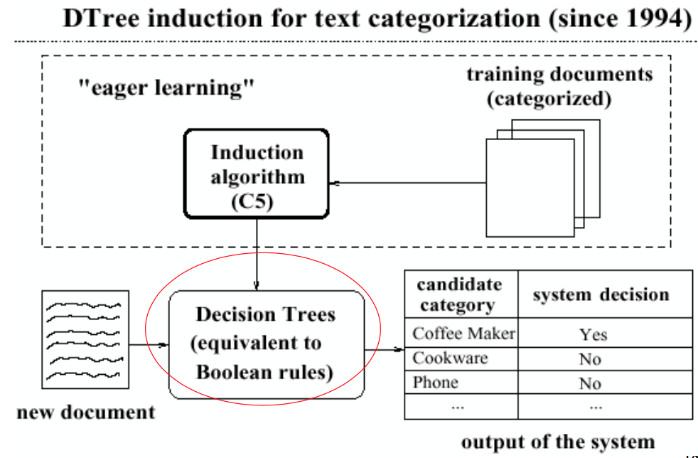 DTree induction for text categorization (since 1994)
"eager learning"
training documents
(categorized)
Induction
algorithm
(C5)
Decision Trees
(equivalent to
Boolean rules)
new document
candidate
category
system decision
Coffee Maker
Yes
Cookware
No
Phone
No
...
...
output of the system